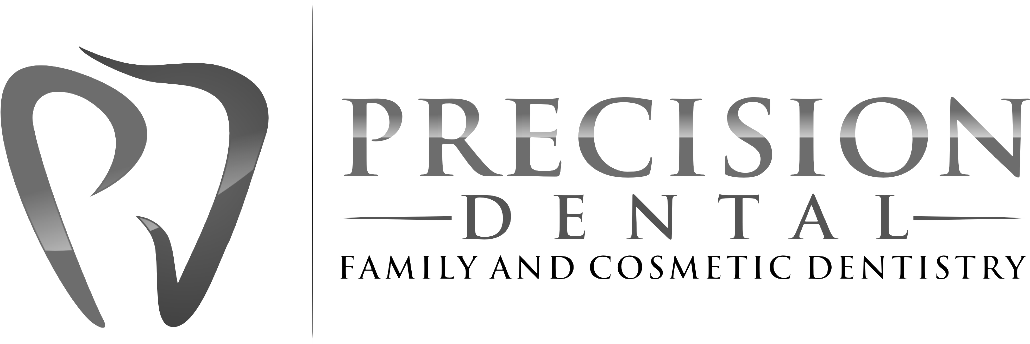 PRECISION
DENTAL
FAMILY AND COSMETIC DENTISTRY